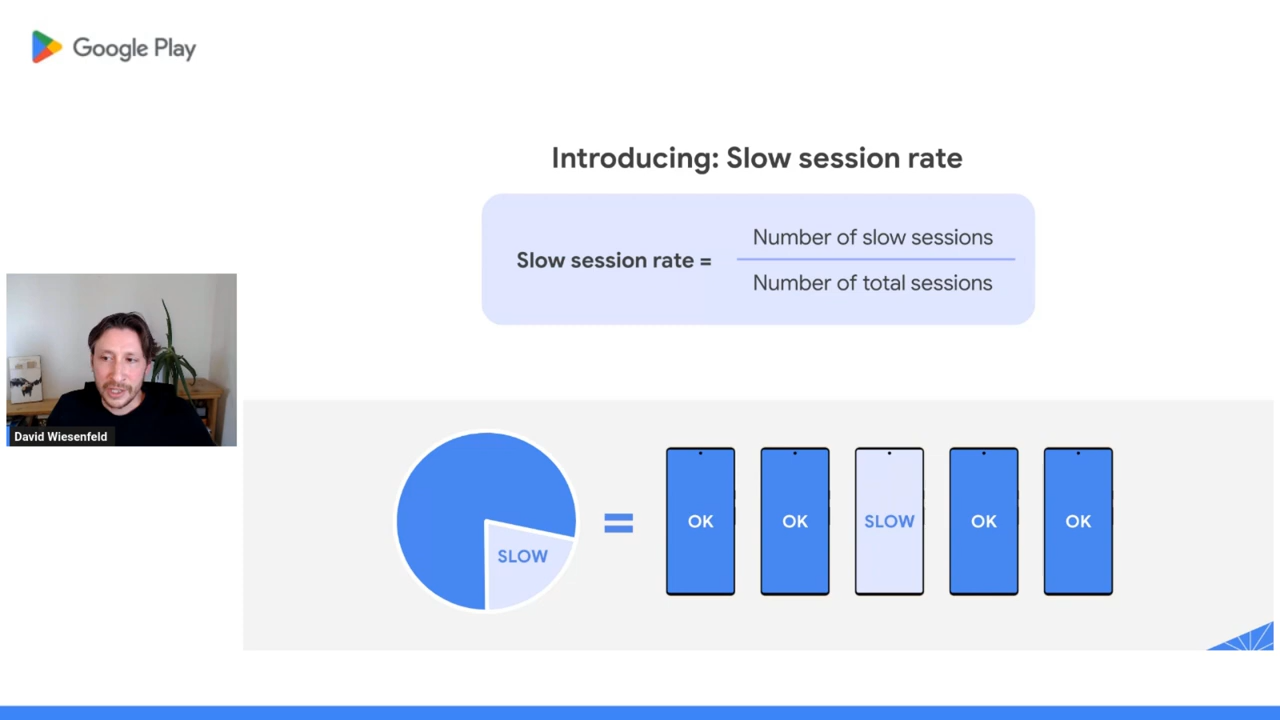 Google Play
Introducing: Slow session rate
Slow session rate =
Number of slow sessions
Number of total sessions
David Wiesenfeld
SLOW
=
OK
OK
SLOW
OK
OK